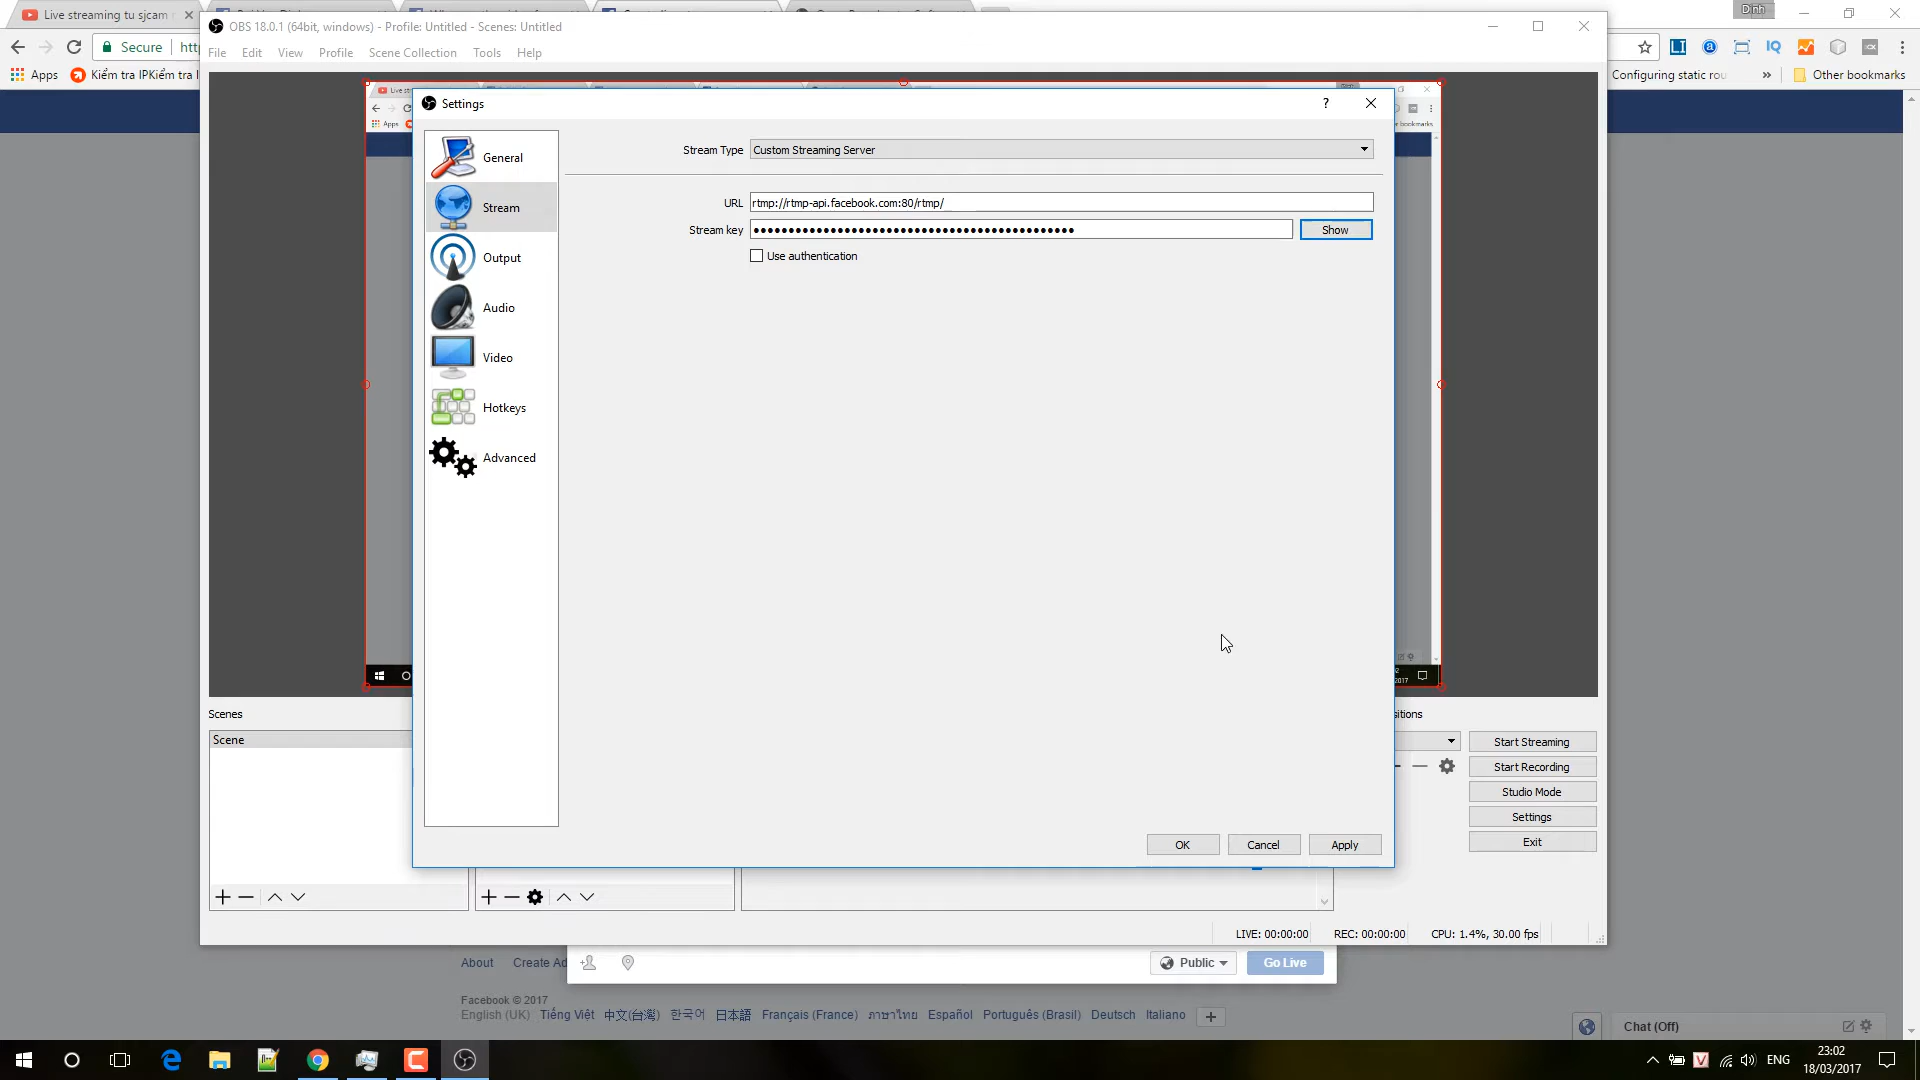 Live streaming tu sjcam
Dinh
OBS 18.0.1 (64bit, windows) - Profile: Untitled - Scenes: Untitled
Secure
File Edit View Profile Scene Collection Tools Help
Apps Kiểm tra IPKiểm tra I
Configuring static rou
» Other bookmarks
Settings ?
General
Stream
Output
Audio
Video
Hotkeys
Advanced
Stream Type Custom Streaming Server
URL rtmp://rtmp-api.facebook.com:80/rtmp/
Stream key ●●●●●●●●●●●●●●●●●●●●●●●●●●●●●●●●●●●●●●●●●●●●●● Show
Use authentication
OK Cancel Apply
Scenes
Scene
sitions
Start Streaming
Start Recording
Studio Mode
Settings
Exit
LIVE: 00:00:00 REC: 00:00:00 CPU: 1.4%, 30.00 fps
About Create Ad
Public Go Live
Facebook © 2017
English (UK) Tiếng Việt 中文(台灣) 한국어 日本語 Français (France) ภาษาไทย Español Português (Brasil) Deutsch Italiano
Chat (Off)
ENG
23:02
18/03/2017